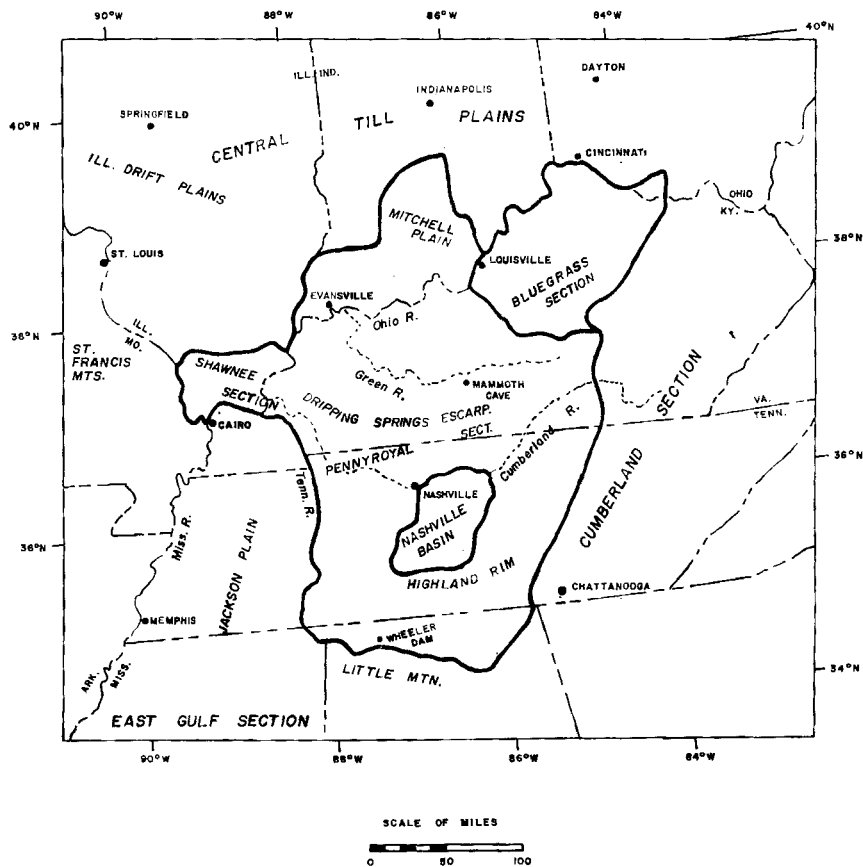 90°W
88°W
86°W
84°W
40°N
ILL.
IND.
DAYTON
INDIANAPOLIS
SPRINGFIELD
40°N
CENTRAL TILL PLAINS
CINCINNATI
ILL. DRIFT PLAINS
OHIO
KY.
MITCHELL
PLAIN
38°N
ST. LOUIS
LOUISVILLE
BLUEGRASS
SECTION
EVANSVILLE
Ohio R.
36°N
ILL.
MO.
ST.
FRANCIS
MTS.
SHAWNEE
SECTION
Green R.
MAMMOTH
CAVE
DRIPPING SPRINGS ESCARP.
SECT.
CAIRO
VA.
TENN.
PENNYROYAL
Cumberland R.
36°N
CUMBERLAND SECTION
Tenn. R.
NASHVILLE
NASHVILLE
BASIN
Miss. R.
36°N
JACKSON PLAIN
HIGHLAND RIM
CHATTANOOGA
MEMPHIS
WHEELER
DAM
34°N
LITTLE MTN.
ARK.
MISS.
EAST GULF SECTION
90°W
88°W
86°W
84°W
SCALE OF MILES
0 50 100